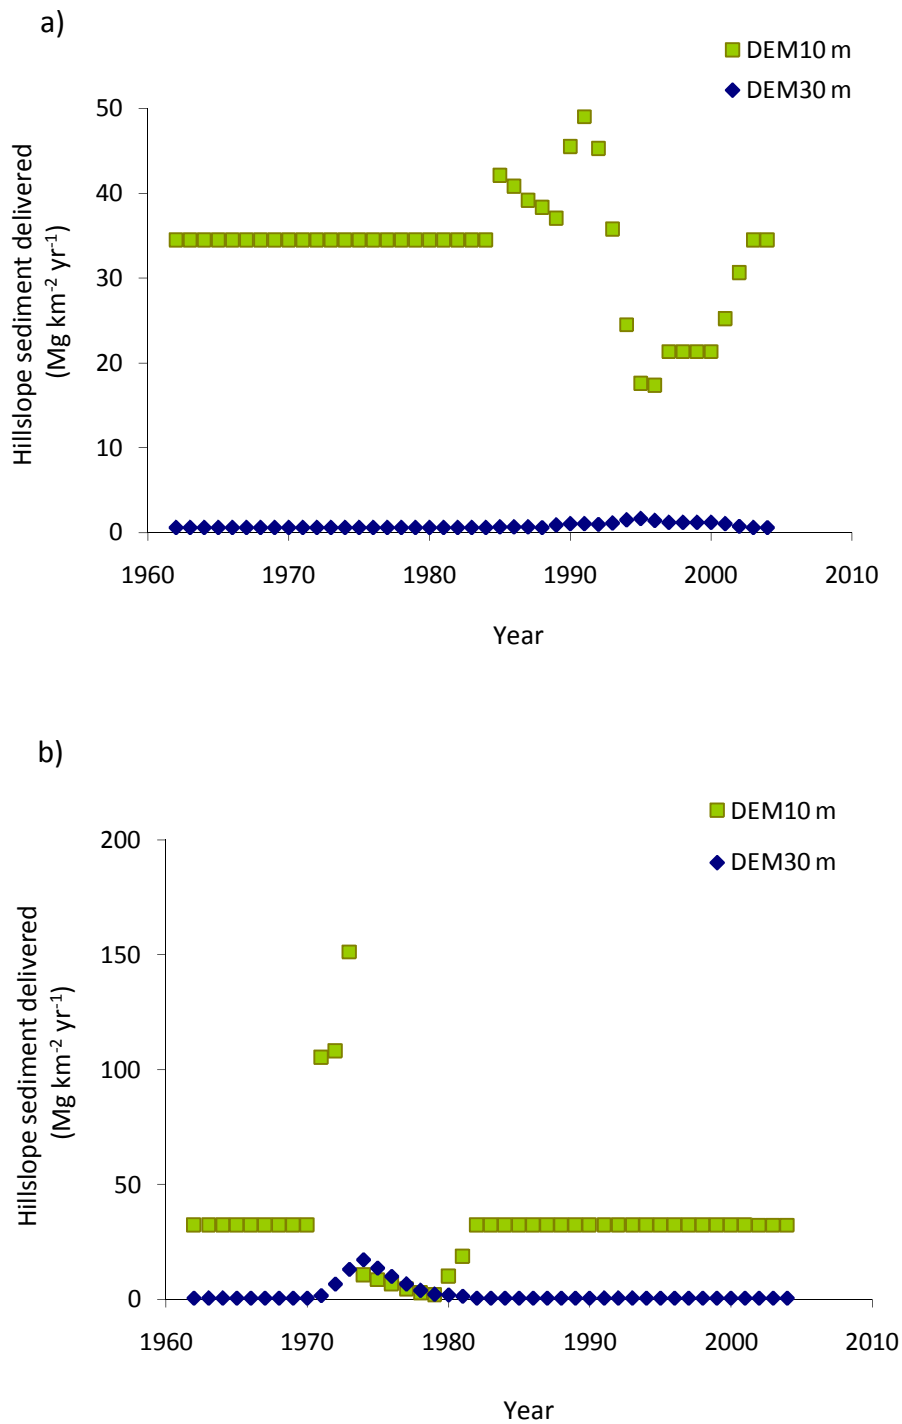 a)
DEM10 m
DEM30 m
50
40
30
20
10
0
Hillslope sediment delivered
(Mg km⁻² yr⁻¹)
1960 1970 1980 1990 2000 2010
Year
b)
DEM10 m
DEM30 m
200
150
100
50
0
Hillslope sediment delivered
(Mg km⁻² yr⁻¹)
1960 1970 1980 1990 2000 2010
Year